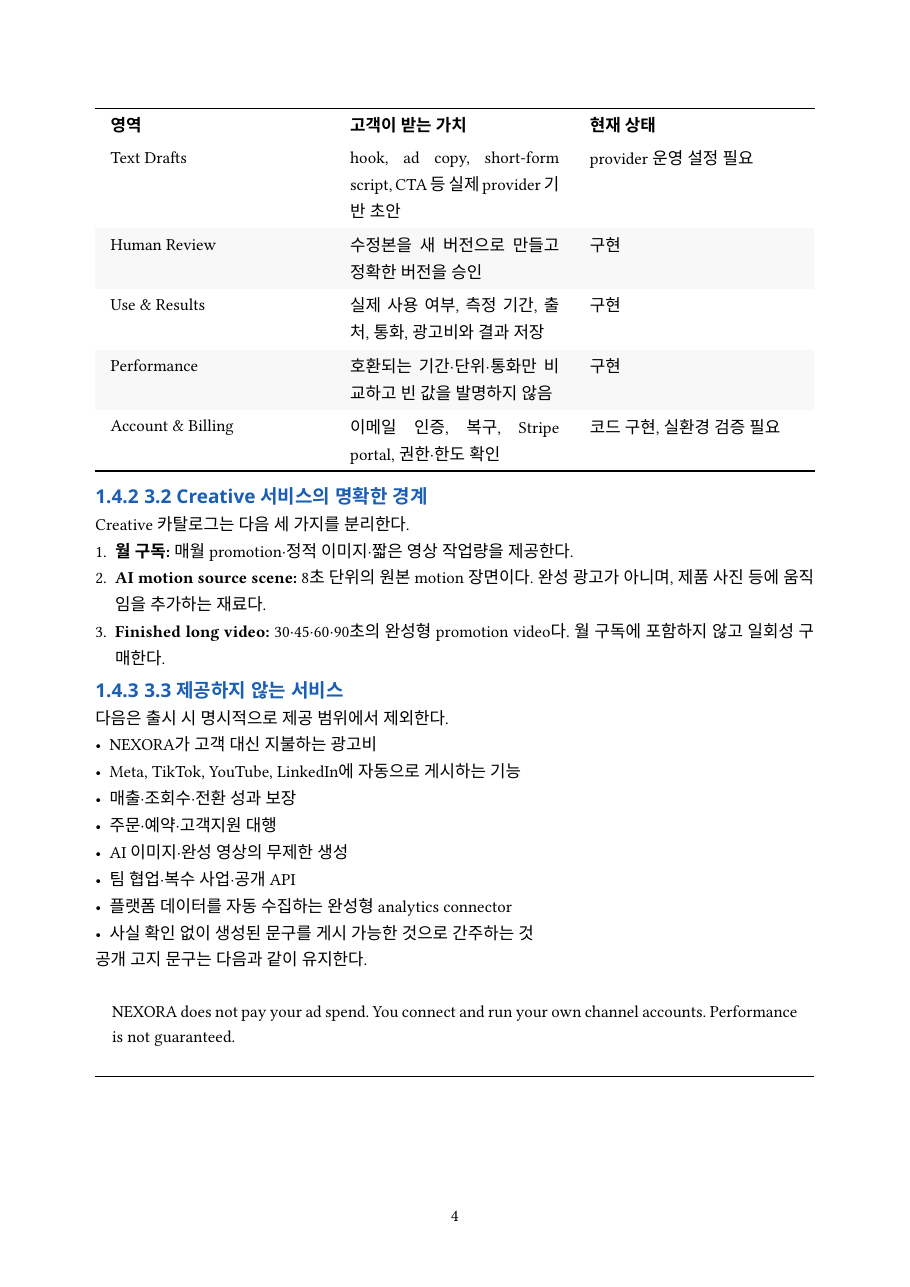 영역 고객이 받는 가치 현재 상태
Text Drafts hook, ad copy, short-form provider 운영 설정 필요
script, CTA 등 실제 provider 기
반 초안
Human Review 수정본을 새 버전으로 만들고 구현
정확한 버전을 승인
Use & Results 실제 사용 여부, 측정 기간, 출 구현
처, 통화, 광고비와 결과 저장
Performance 호환되는 기간·단위·통화만 비 구현
교하고 빈 값을 발명하지 않음
Account & Billing 이메일 인증, 복구, Stripe 코드 구현, 실환경 검증 필요
portal, 권한·한도 확인
1.4.2 3.2 Creative 서비스의 명확한 경계
Creative 카탈로그는 다음 세 가지를 분리한다.
1. 월 구독: 매월 promotion·정적 이미지·짧은 영상 작업량을 제공한다.
2. AI motion source scene: 8초 단위의 원본 motion 장면이다. 완성 광고가 아니며, 제품 사진 등에 움직
임을 추가하는 재료다.
3. Finished long video: 30·45·60·90초의 완성형 promotion video다. 월 구독에 포함하지 않고 일회성 구
매한다.
1.4.3 3.3 제공하지 않는 서비스
다음은 출시 시 명시적으로 제공 범위에서 제외한다.
• NEXORA가 고객 대신 지불하는 광고비
• Meta, TikTok, YouTube, LinkedIn에 자동으로 게시하는 기능
• 매출·조회수·전환 성과 보장
• 주문·예약·고객지원 대행
• AI 이미지·완성 영상의 무제한 생성
• 팀 협업·복수 사업·공개 API
• 플랫폼 데이터를 자동 수집하는 완성형 analytics connector
• 사실 확인 없이 생성된 문구를 게시 가능한 것으로 간주하는 것
공개 고지 문구는 다음과 같이 유지한다.
NEXORA does not pay your ad spend. You connect and run your own channel accounts. Performance
is not guaranteed.
4